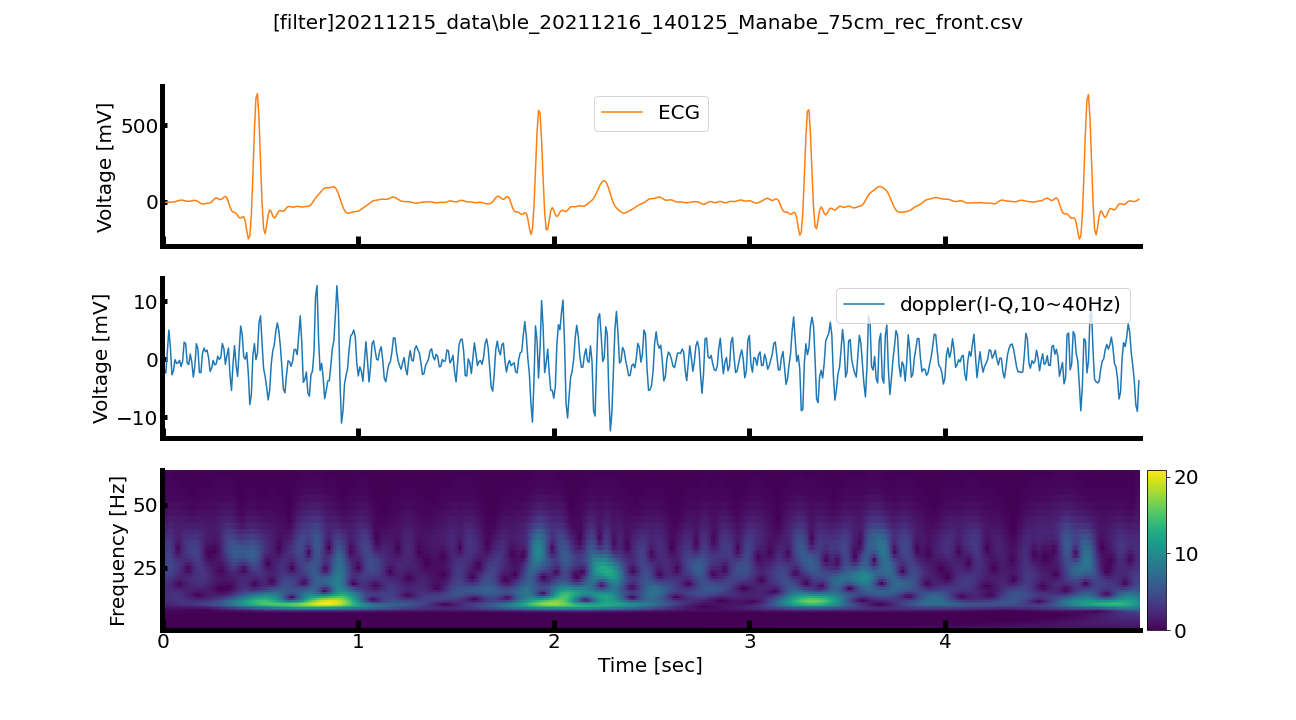 [filter]20211215_data\ble_20211216_140125_Manabe_75cm_rec_front.csv
Voltage [mV]
500
0
ECG
Voltage [mV]
10
0
−10
doppler(I-Q,10~40Hz)
Frequency [Hz]
50
25
20
10
0
0 1 2 3 4
Time [sec]